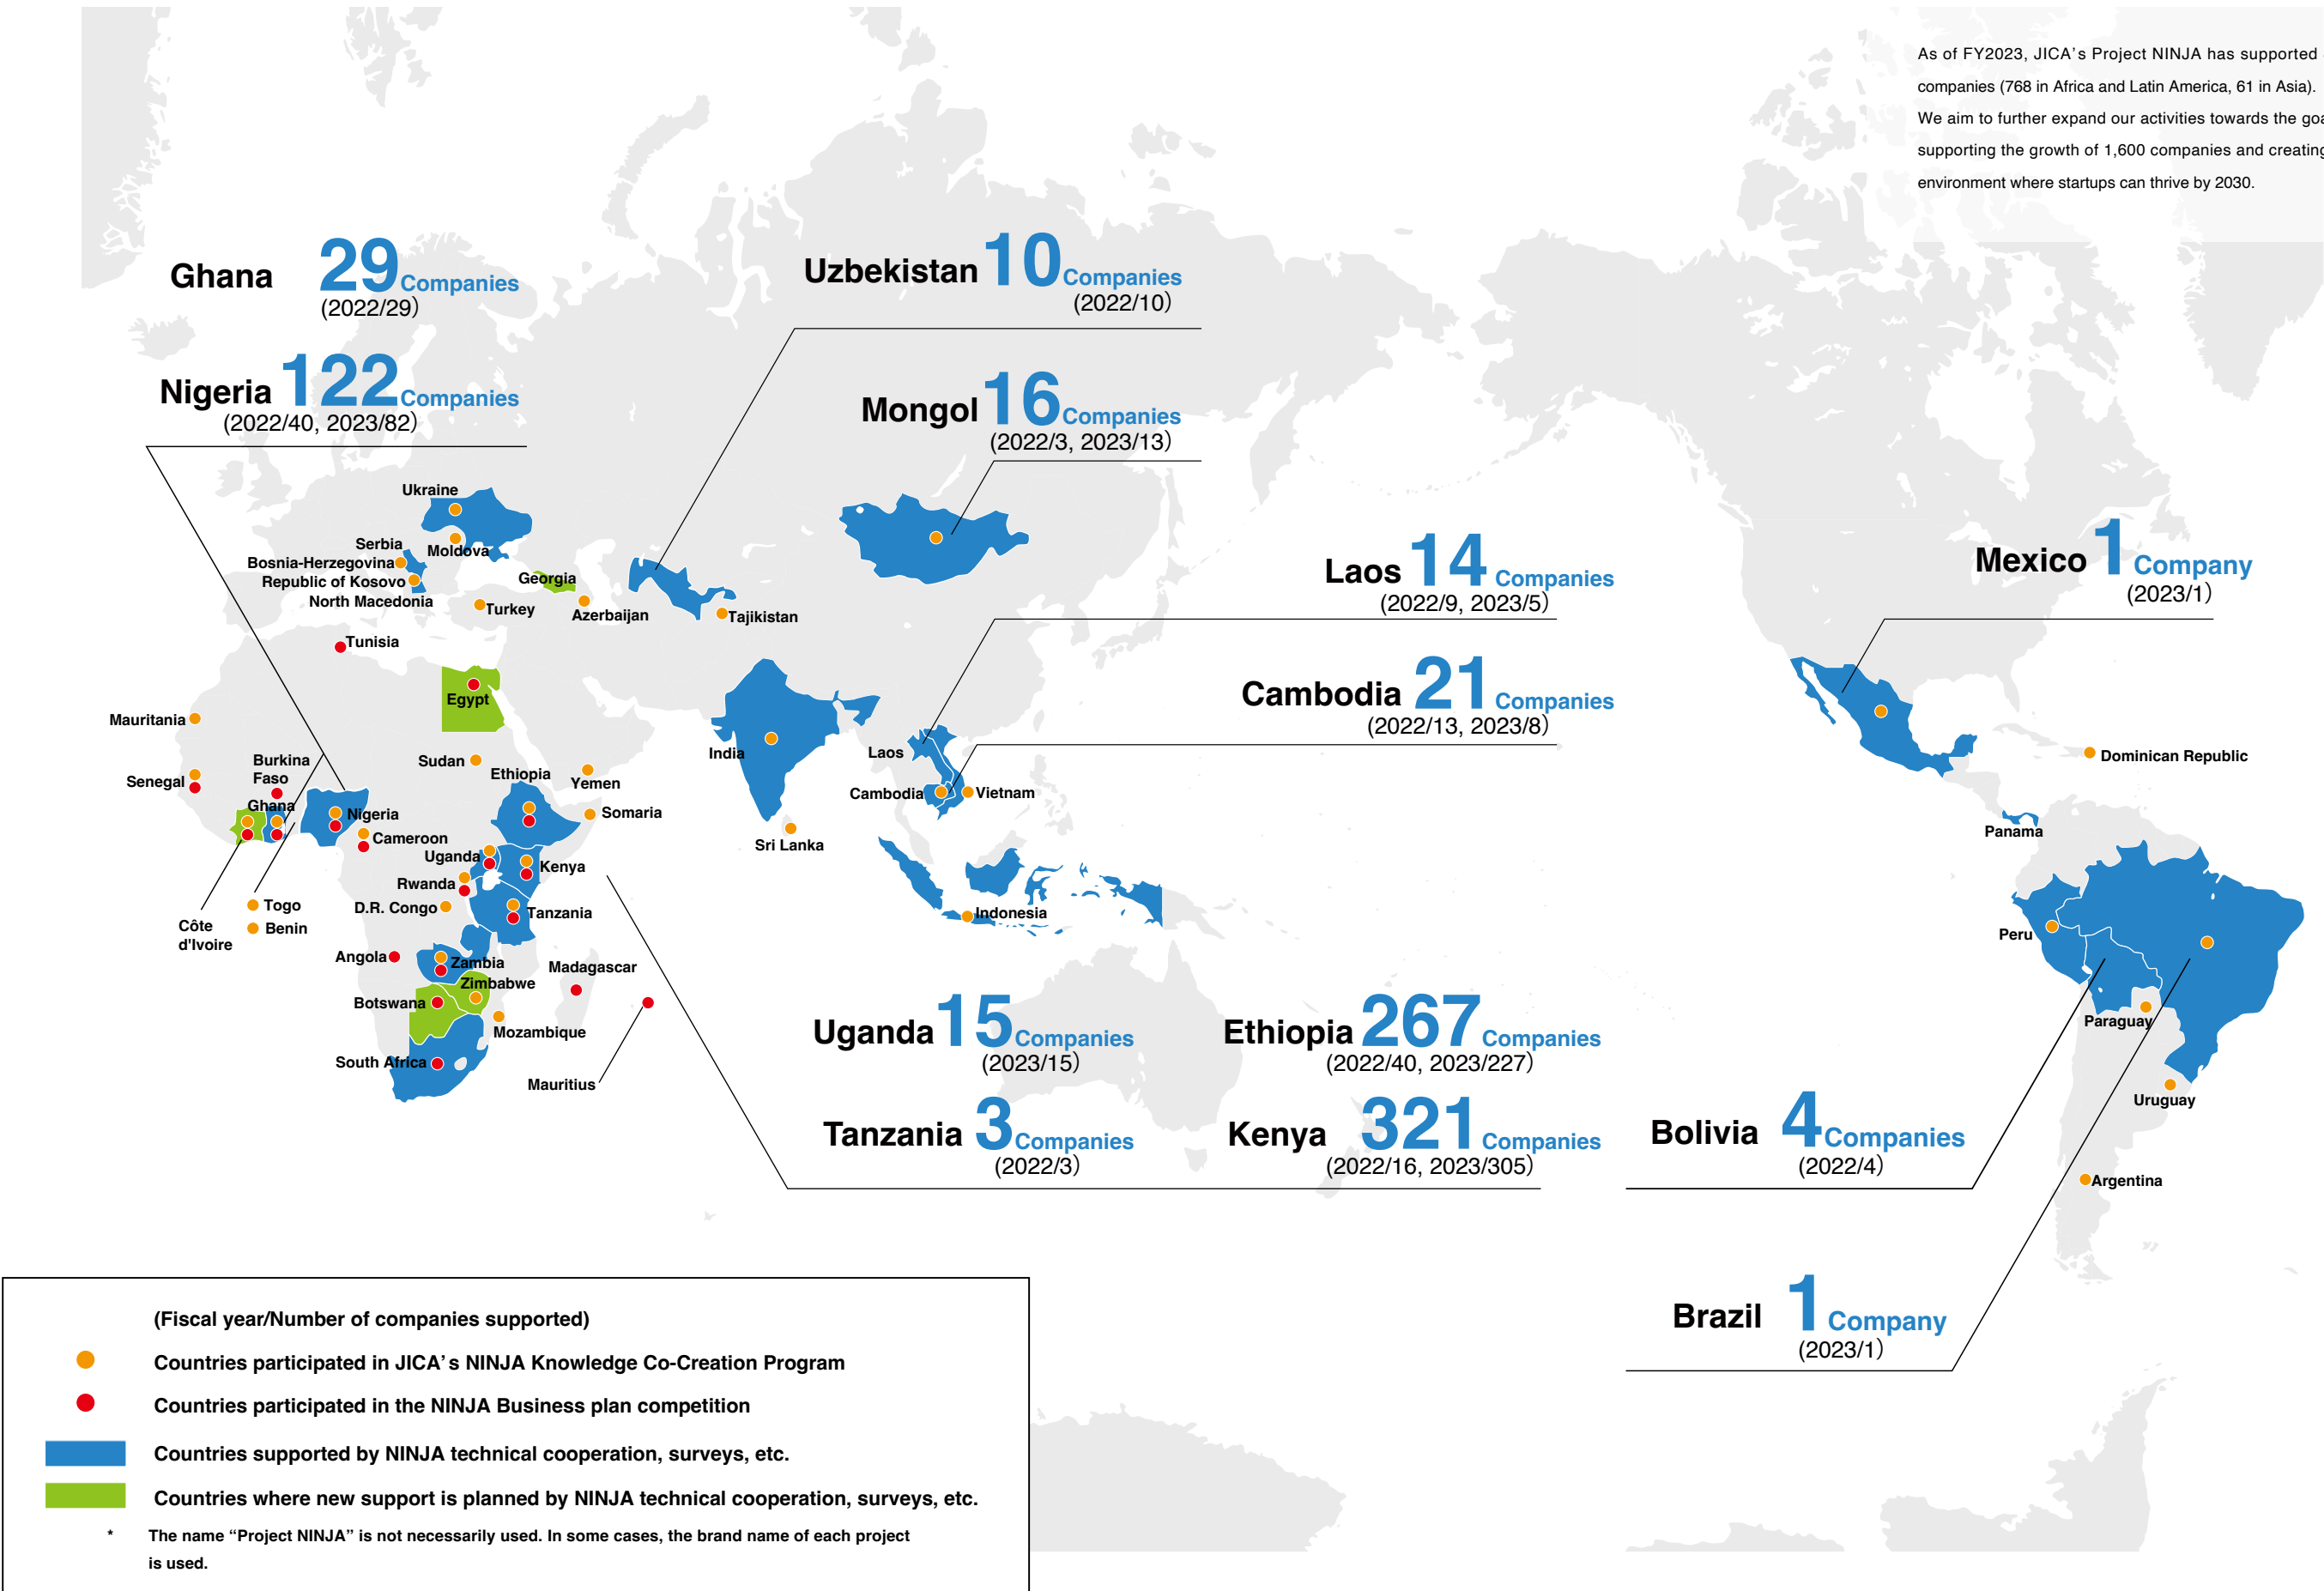 As of FY2023, JICA's Project NINJA has supported
companies (768 in Africa and Latin America, 61 in Asia).
We aim to further expand our activities towards the
supporting the growth of 1,600 companies and creating
environment where startups can thrive by 2030.
Ghana 29 Companies
(2022/29)
Nigeria 122 Companies
(2022/40, 2023/82)
Uzbekistan 10 Companies
(2022/10)
Mongol 16 Companies
(2022/3, 2023/13)
Laos 14 Companies
(2022/9, 2023/5)
Cambodia 21 Companies
(2022/13, 2023/8)
Mexico 1 Company
(2023/1)
Ukraine
Serbia
Moldova
Bosnia-Herzegovina
Republic of Kosovo
North Macedonia
Georgia
Turkey
Azerbaijan
Tajikistan
Tunisia
Egypt
Mauritania
Senegal
Burkina
Faso
Ghana
Nigeria
Cameroon
Sudan
Ethiopia
Yemen
Somaria
Uganda
Kenya
Rwanda
D.R. Congo
Tanzania
Togo
Benin
Côte
d'Ivoire
Angola
Zambia
Zimbabwe
Madagascar
Botswana
Mozambique
South Africa
Mauritius
India
Sri Lanka
Laos
Cambodia
Vietnam
Indonesia
Dominican Republic
Panama
Peru
Paraguay
Uruguay
Argentina
Uganda 15 Companies
(2023/15)
Ethiopia 267 Companies
(2022/40, 2023/227)
Tanzania 3 Companies
(2022/3)
Kenya 321 Companies
(2022/16, 2023/305)
Bolivia 4 Companies
(2022/4)
Brazil 1 Company
(2023/1)
(Fiscal year/Number of companies supported)
Countries participated in JICA's NINJA Knowledge Co-Creation Program
Countries participated in the NINJA Business plan competition
Countries supported by NINJA technical cooperation, surveys, etc.
Countries where new support is planned by NINJA technical cooperation, surveys, etc.
* The name “Project NINJA” is not necessarily used. In some cases, the brand name of each project
is used.